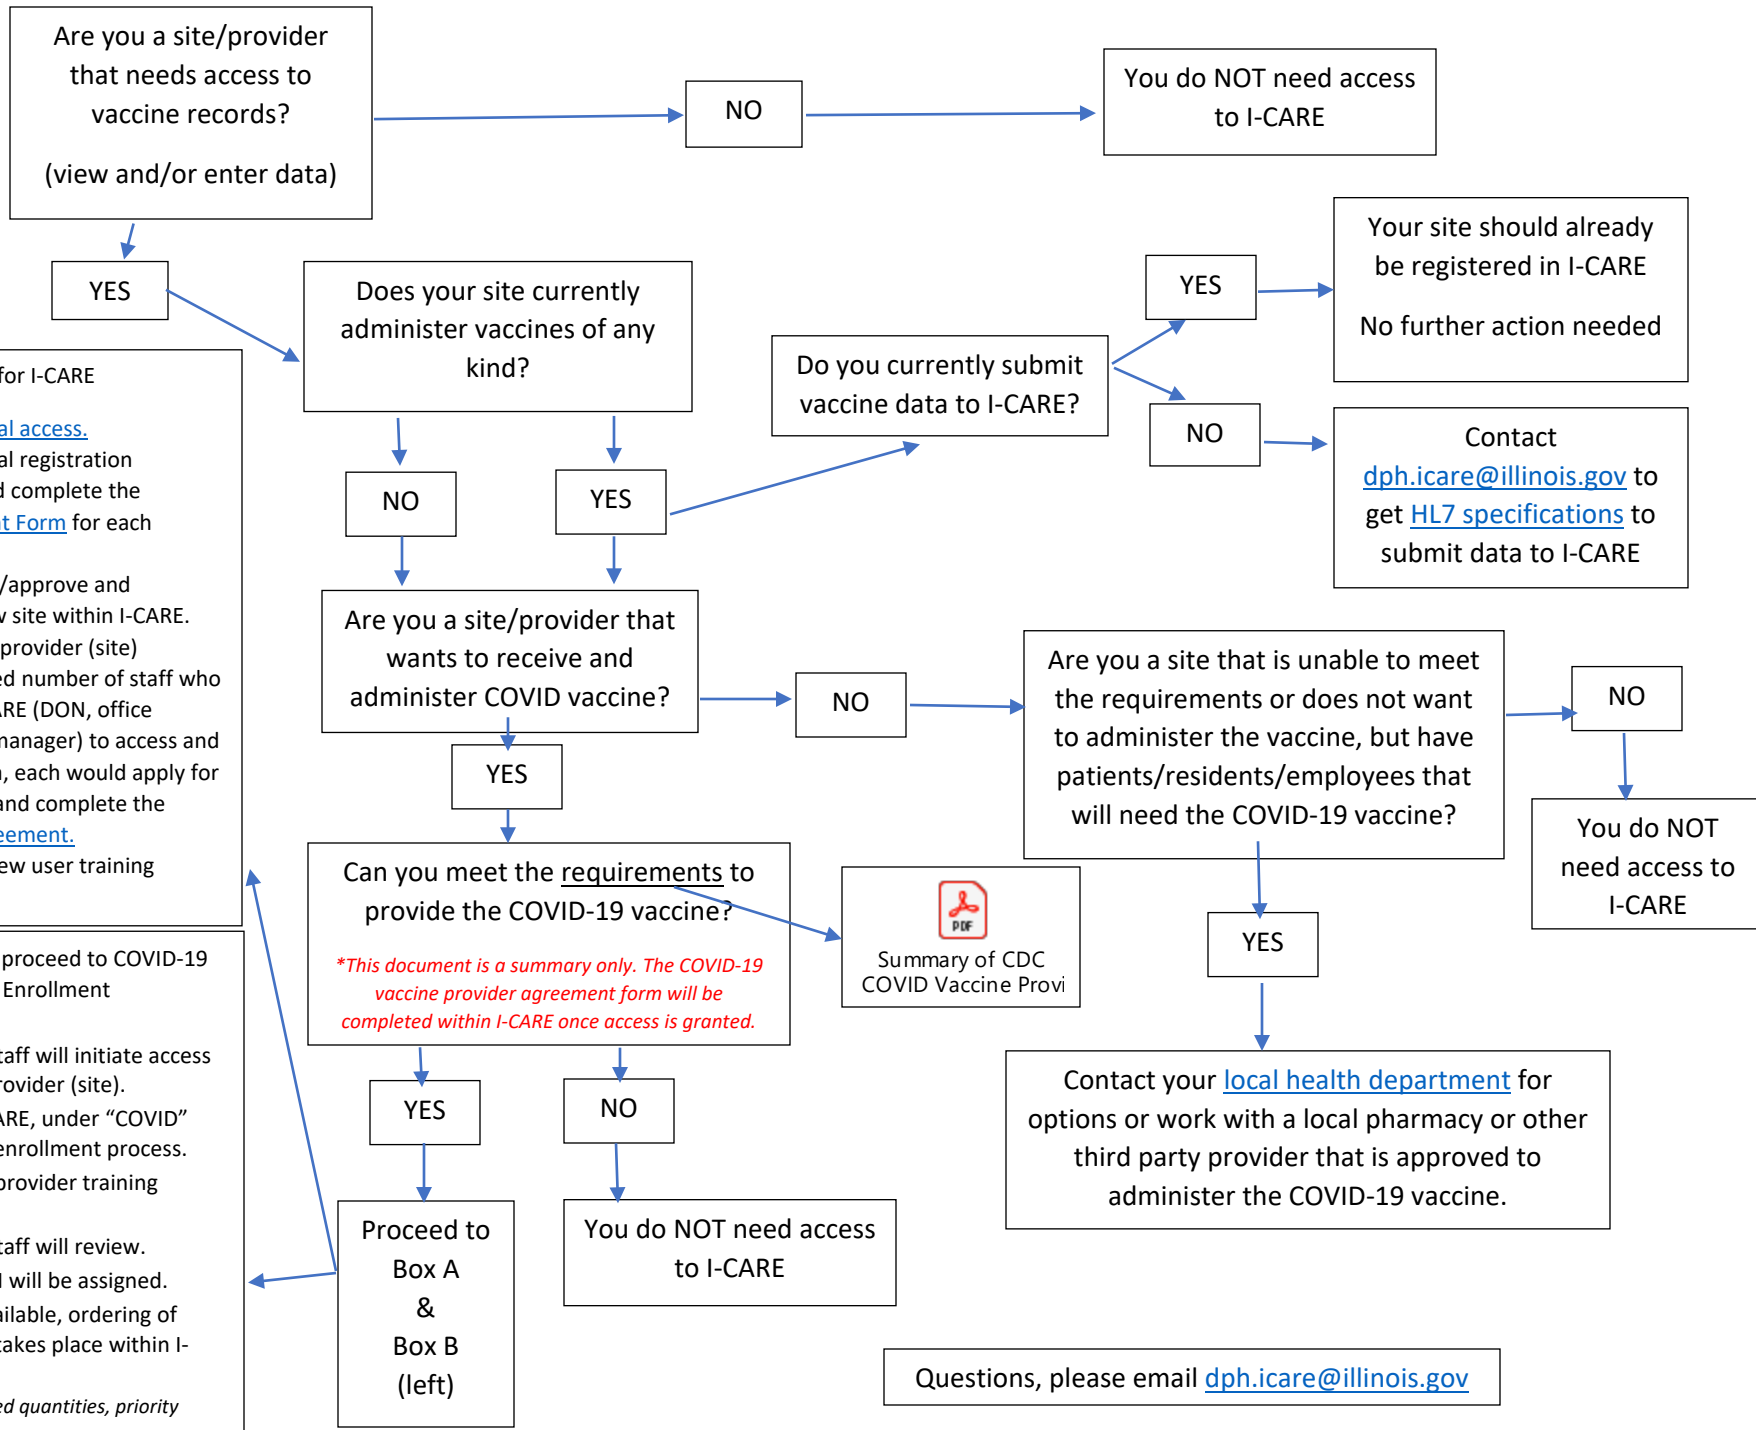 Are you a site/provider
that needs access to
vaccine records?
(view and/or enter data)
NO
You do NOT need access
to I-CARE
YES
Does your site currently
administer vaccines of any
kind?
Do you currently submit
vaccine data to I-CARE?
YES
Your site should already
be registered in I-CARE
No further action needed
NO
Contact
dph.icare@illinois.gov to
get HL7 specifications to
submit data to I-CARE
NO
YES
for I-CARE
al access.
al registration
d complete the
nt Form for each
/approve and
w site within I-CARE.
provider (site)
ed number of staff who
ARE (DON, office
manager) to access and
n, each would apply for
and complete the
eement.
ew user training
Are you a site/provider that
wants to receive and
administer COVID vaccine?
NO
Are you a site that is unable to meet
the requirements or does not want
to administer the vaccine, but have
patients/residents/employees that
will need the COVID-19 vaccine?
NO
You do NOT
need access to
I-CARE
YES
YES
Can you meet the requirements to
provide the COVID-19 vaccine?
*This document is a summary only. The COVID-19
vaccine provider agreement form will be
completed within I-CARE once access is granted.
PDF
Summary of CDC
COVID Vaccine Provi
Contact your local health department for
options or work with a local pharmacy or other
third party provider that is approved to
administer the COVID-19 vaccine.
proceed to COVID-19
Enrollment
taff will initiate access
rovider (site).
ARE, under “COVID”
enrollment process.
provider training
taff will review.
N will be assigned.
ailable, ordering of
takes place within I-
ed quantities, priority
YES
NO
Proceed to
Box A
&
Box B
(left)
You do NOT need access
to I-CARE
Questions, please email dph.icare@illinois.gov